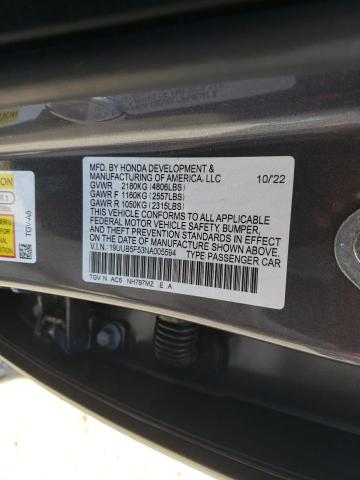 MFD. BY HONDA DEVELOPMENT &
MANUFACTURING OF AMERICA, LLC 10/22
GVWR 2180KG (4806LBS)
GAWR F 1160KG (2557LBS)
GAWR R 1050KG (2315LBS)
THIS VEHICLE CONFORMS TO ALL APPLICABLE
FEDERAL MOTOR VEHICLE SAFETY, BUMPER,
AND THEFT PREVENTION STANDARDS IN EFFECT
ON THE DATE OF MANUFACTURE SHOWN ABOVE.
V.I.N.: 19UUB5F53NA005594 TYPE: PASSENGER CAR
TGV N AC6 NH797MZ E A
TGV-A5